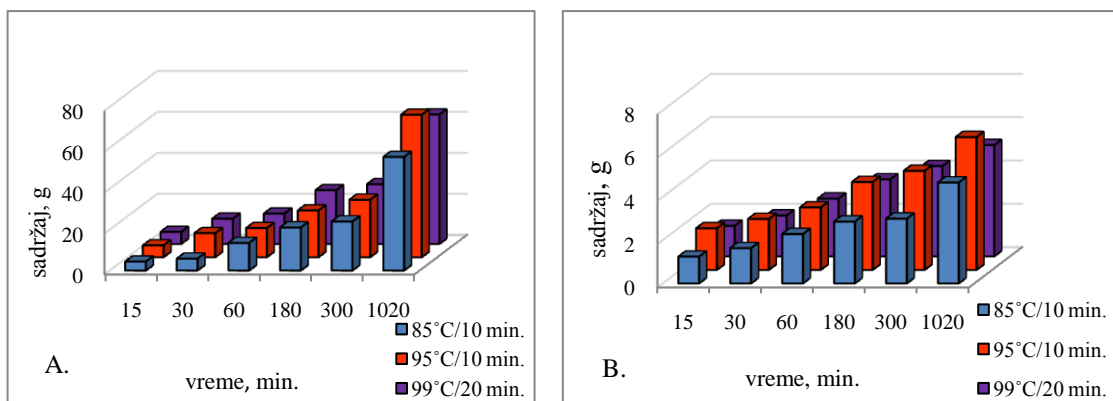 sadržaj, g
80
60
40
20
0
15 30 60 180 300 1020
85˚C/10 min.
95˚C/10 min.
99˚C/20 min.
vreme, min.
A.
sadržaj, g
8
6
4
2
0
15 30 60 180 300 1020
85˚C/10 min.
95˚C/10 min.
99˚C/20 min.
vreme, min.
B.